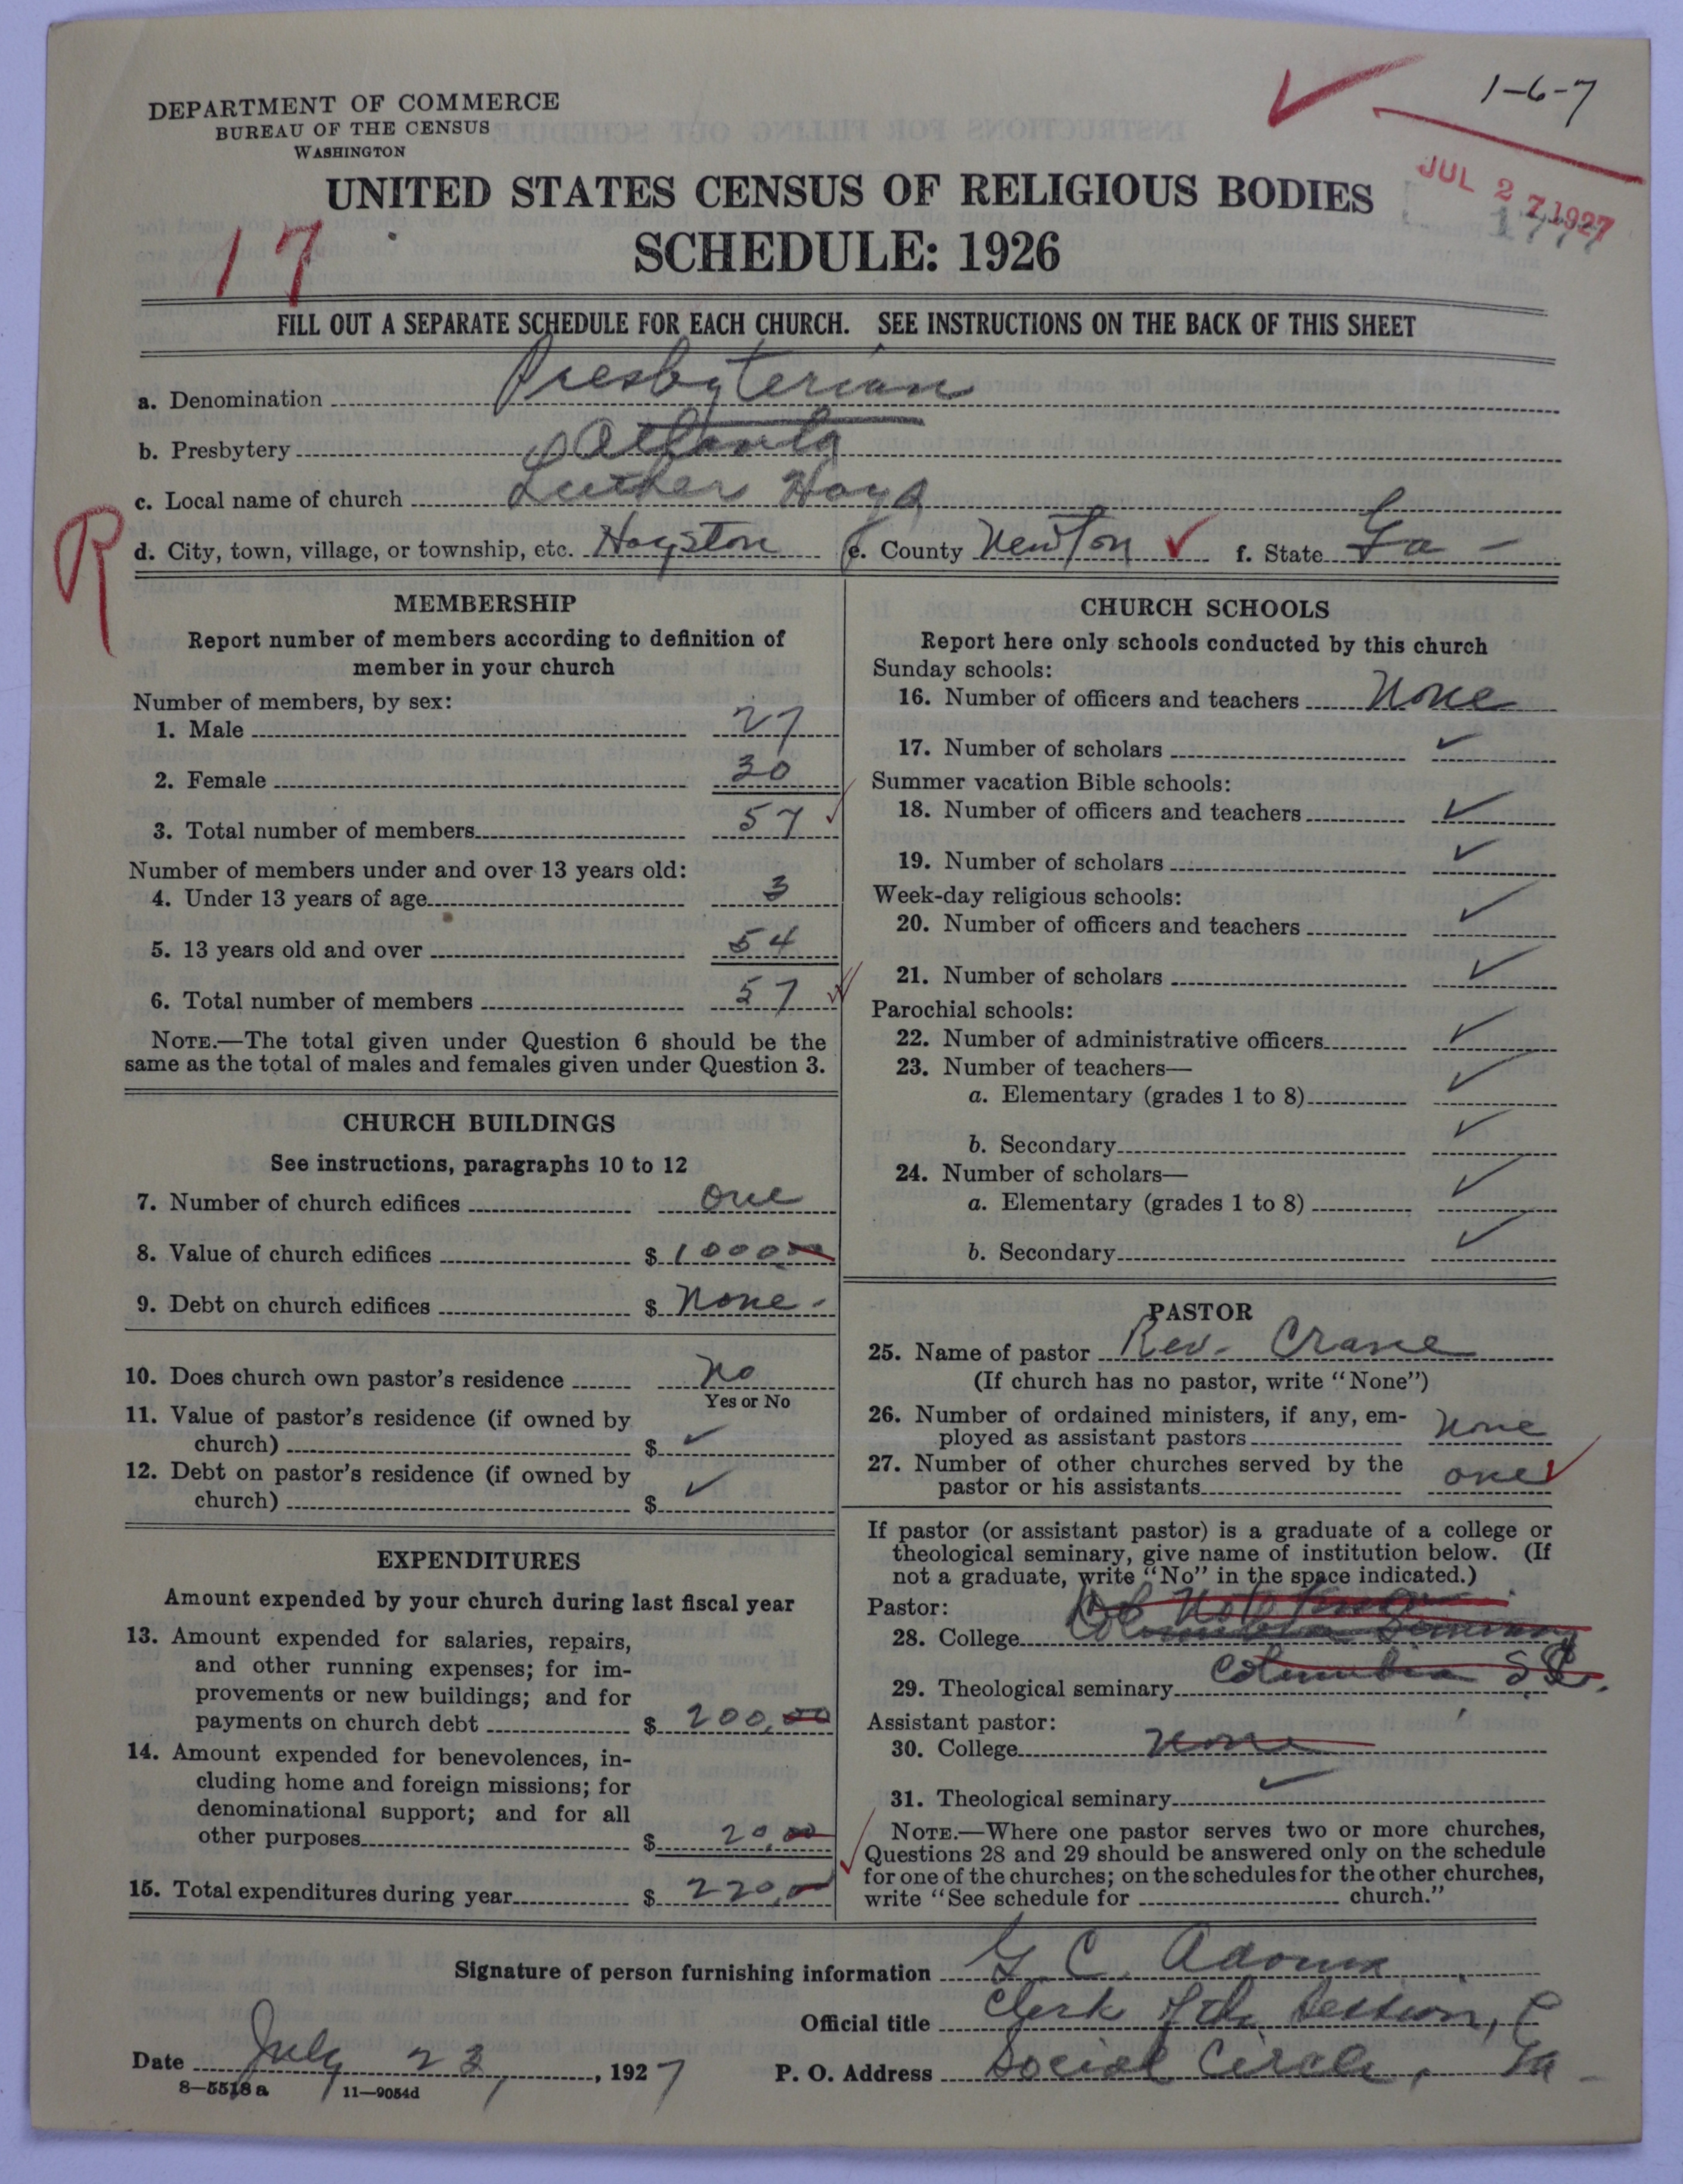 1-6-7
DEPARTMENT OF COMMERCE
BUREAU OF THE CENSUS
WASHINGTON
UNITED STATES CENSUS OF RELIGIOUS BODIES
JUL 27 1927
17
SCHEDULE: 1926
FILL OUT A SEPARATE SCHEDULE FOR EACH CHURCH. SEE INSTRUCTIONS ON THE BACK OF THIS SHEET
a. Denomination Presbyterian
b. Presbytery Atlanta
c. Local name of church Luther Hays
R
d. City, town, village, or township, etc. Hayston e. County Newton ✓ f. State Ga -
MEMBERSHIP
Report number of members according to definition of
member in your church
Number of members, by sex:
1. Male 27
2. Female 30
3. Total number of members 57
Number of members under and over 13 years old:
4. Under 13 years of age 3
5. 13 years old and over 54
6. Total number of members 57
NOTE.—The total given under Question 6 should be the
same as the total of males and females given under Question 3.
CHURCH BUILDINGS
See instructions, paragraphs 10 to 12
7. Number of church edifices one
8. Value of church edifices $ 1000.00
9. Debt on church edifices $ none -
10. Does church own pastor's residence no
Yes or No
11. Value of pastor's residence (if owned by
church) $ ✓
12. Debt on pastor's residence (if owned by
church) $ ✓
EXPENDITURES
Amount expended by your church during last fiscal year
13. Amount expended for salaries, repairs,
and other running expenses; for im-
provements or new buildings; and for
payments on church debt $ 200.00
14. Amount expended for benevolences, in-
cluding home and foreign missions; for
denominational support; and for all
other purposes $ 20.00
15. Total expenditures during year $ 220.
CHURCH SCHOOLS
Report here only schools conducted by this church
Sunday schools:
16. Number of officers and teachers None
17. Number of scholars ✓
Summer vacation Bible schools:
18. Number of officers and teachers ✓
19. Number of scholars ✓
Week-day religious schools:
20. Number of officers and teachers ✓
21. Number of scholars ✓
Parochial schools:
22. Number of administrative officers ✓
23. Number of teachers—
a. Elementary (grades 1 to 8) ✓
b. Secondary ✓
24. Number of scholars—
a. Elementary (grades 1 to 8) ✓
b. Secondary ✓
PASTOR
25. Name of pastor Rev. Crane
(If church has no pastor, write "None")
26. Number of ordained ministers, if any, em-
ployed as assistant pastors none
27. Number of other churches served by the
pastor or his assistants one ✓
If pastor (or assistant pastor) is a graduate of a college or
theological seminary, give name of institution below. (If
not a graduate, write "No" in the space indicated.)
Pastor: Do Not Know
28. College Columbia Seminary
29. Theological seminary Columbia S.C.
Assistant pastor:
30. College none
31. Theological seminary ✓
NOTE.—Where one pastor serves two or more churches,
Questions 28 and 29 should be answered only on the schedule
for one of the churches; on the schedules for the other churches,
write "See schedule for church."
Signature of person furnishing information G. C. Adams
Official title Clerk of the Session,
Date July 23, 1927 P. O. Address Social Circle, Ga -
8—5518a 11—9054d